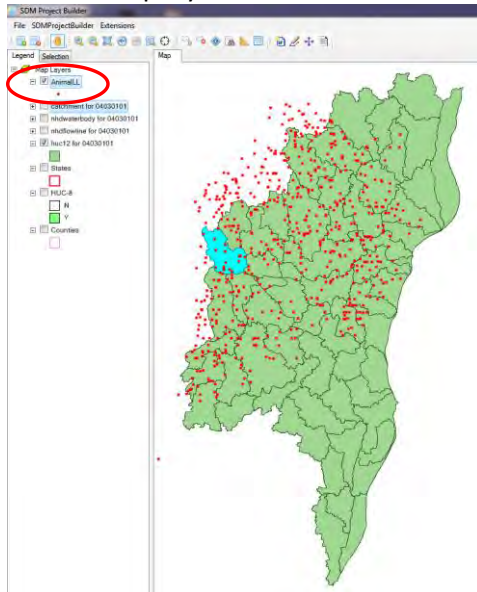 SDM Project Builder
File SDMProjectBuilder Extensions
Legend Selection
Map
Map Layers
AnimalLL
catchment for 04030101
nhdwaterbody for 04030101
nhdflowline for 04030101
huc12 for 04030101
States
HUC-8
N
Y
Counties